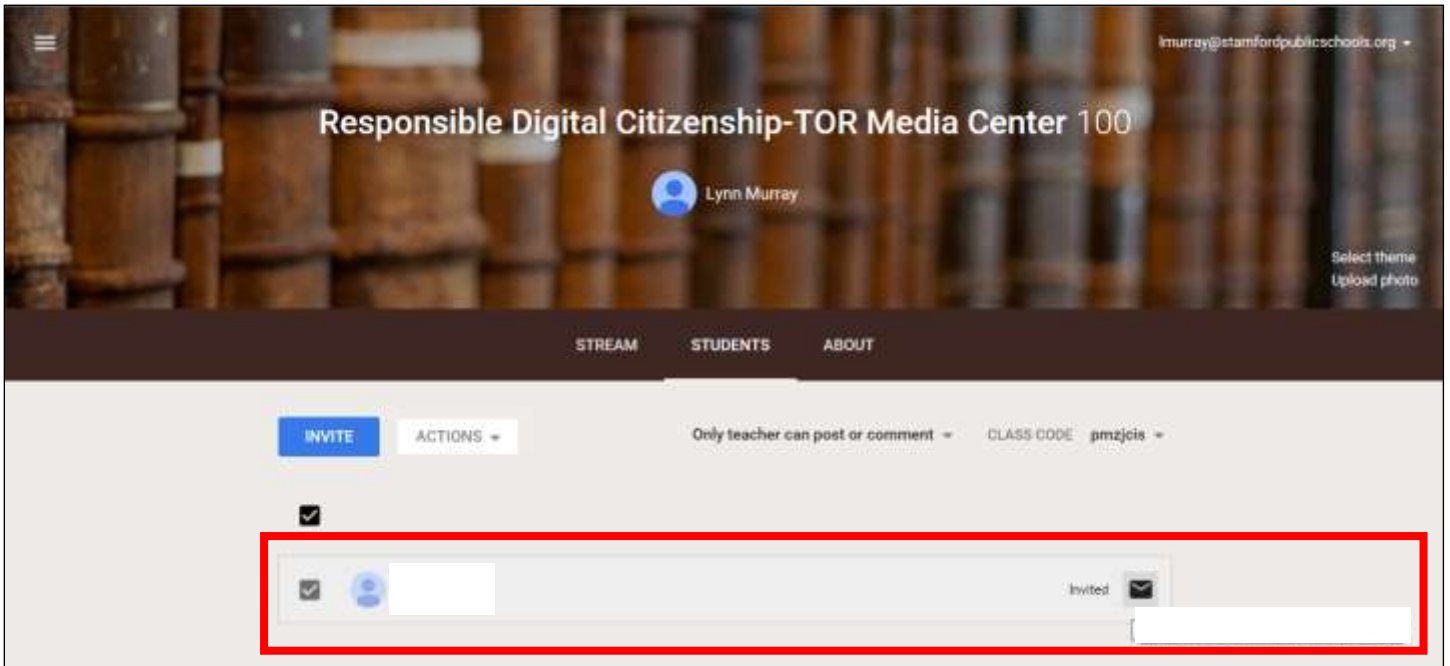 lmurray@stamfordpublicschools.org
Responsible Digital Citizenship-TOR Media Center 100
Lynn Murray
Select theme
Upload photo
STREAM STUDENTS ABOUT
INVITE ACTIONS Only teacher can post or comment CLASS CODE pmzjcis
Invited